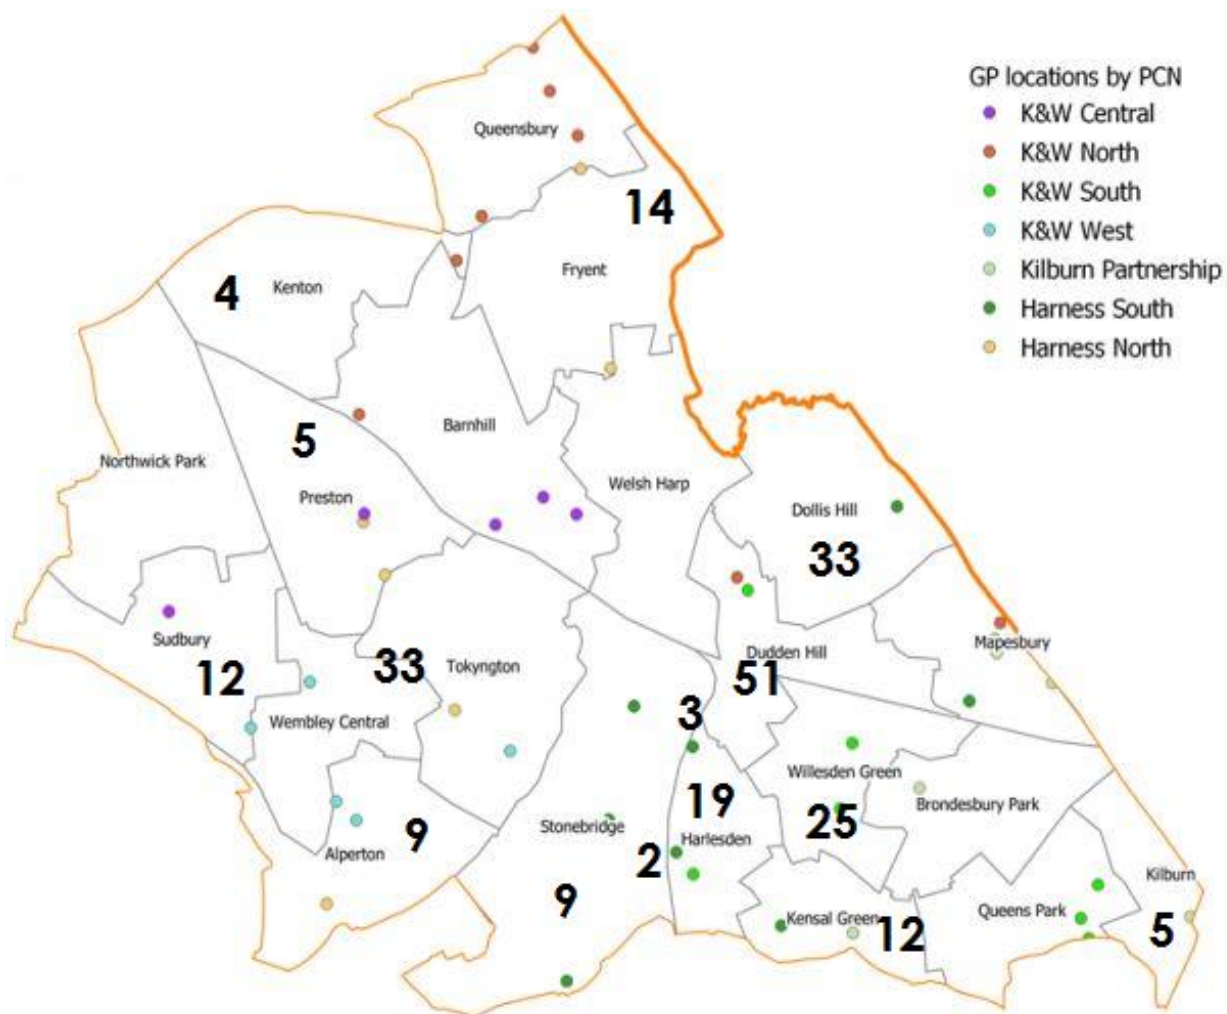 GP locations by PCN
K&W Central
K&W North
K&W South
K&W West
Kilburn Partnership
Harness South
Harness North
Queensbury
14
Fryent
4
Kenton
Barnhill
5
Northwick Park
Preston
Welsh Harp
Dollis Hill
33
Sudbury
12
33
Tokyngton
Dudden Hill
51
Mapesbury
Wembley Central
3
Willesden Green
25
Brondesbury Park
19
Harlesden
Stonebridge
2
9
Alperton
9
Kensal Green
12
Queens Park
Kilburn
5